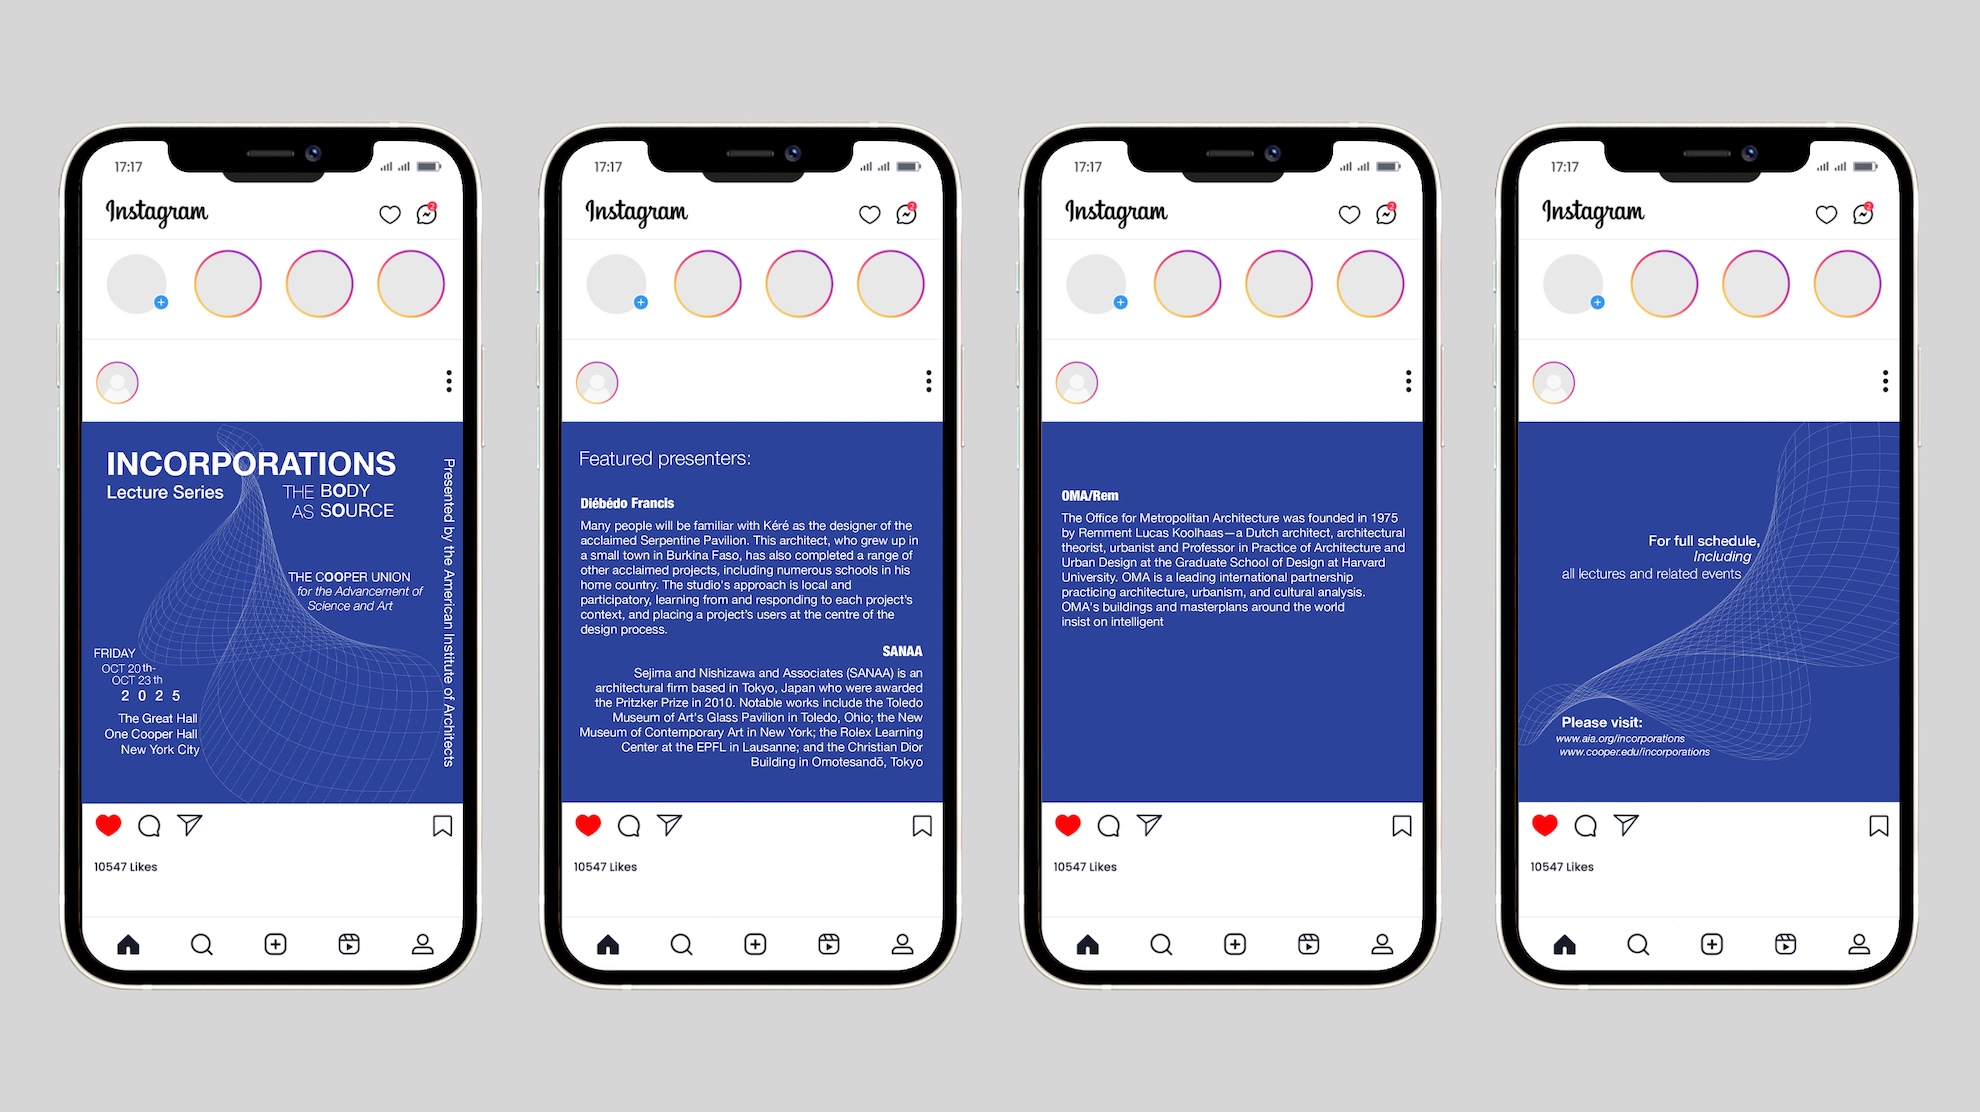 17:17
Instagram
2
INCORPORATIONS
Lecture Series
THE BODY
AS SOURCE
Presented by the American Institute of Architects
THE COOPER UNION
for the Advancement of
Science and Art
FRIDAY
OCT 20 th-
OCT 23 th
2 0 2 5
The Great Hall
One Cooper Hall
New York City
10547 Likes
17:17
Instagram
2
Featured presenters:
Diébédo Francis
Many people will be familiar with Kéré as the designer of the
acclaimed Serpentine Pavilion. This architect, who grew up in
a small town in Burkina Faso, has also completed a range of
other acclaimed projects, including numerous schools in his
home country. The studio's approach is local and
participatory, learning from and responding to each project's
context, and placing a project's users at the centre of the
design process.
SANAA
Sejima and Nishizawa and Associates (SANAA) is an
architectural firm based in Tokyo, Japan who were awarded
the Pritzker Prize in 2010. Notable works include the Toledo
Museum of Art's Glass Pavilion in Toledo, Ohio; the New
Museum of Contemporary Art in New York; the Rolex Learning
Center at the EPFL in Lausanne; and the Christian Dior
Building in Omotesandō, Tokyo
10547 Likes
17:17
Instagram
2
OMA/Rem
The Office for Metropolitan Architecture was founded in 1975
by Remment Lucas Koolhaas—a Dutch architect, architectural
theorist, urbanist and Professor in Practice of Architecture and
Urban Design at the Graduate School of Design at Harvard
University. OMA is a leading international partnership
practicing architecture, urbanism, and cultural analysis.
OMA's buildings and masterplans around the world
insist on intelligent
10547 Likes
17:17
Instagram
2
For full schedule,
Including
all lectures and related events
Please visit:
www.aia.org/incorporations
www.cooper.edu/incorporations
10547 Likes